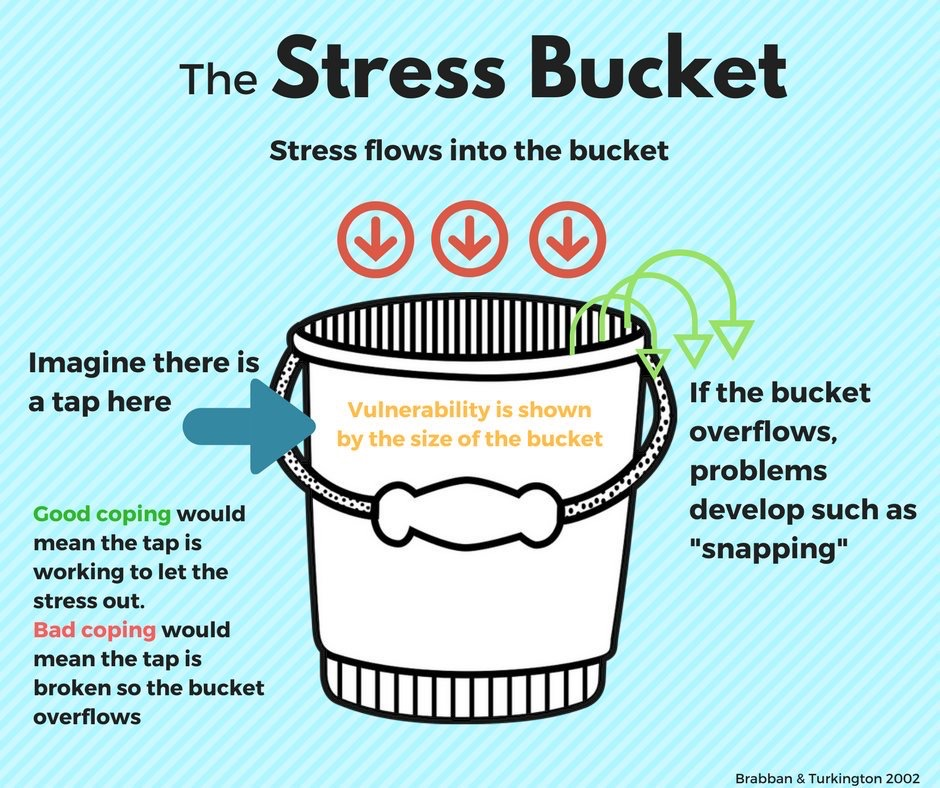 The Stress Bucket
Stress flows into the bucket
Imagine there is
a tap here
Vulnerability is shown
by the size of the bucket
If the bucket
overflows,
problems
develop such as
"snapping"
Good coping would
mean the tap is
working to let the
stress out.
Bad coping would
mean the tap is
broken so the bucket
overflows
Brabban & Turkington 2002